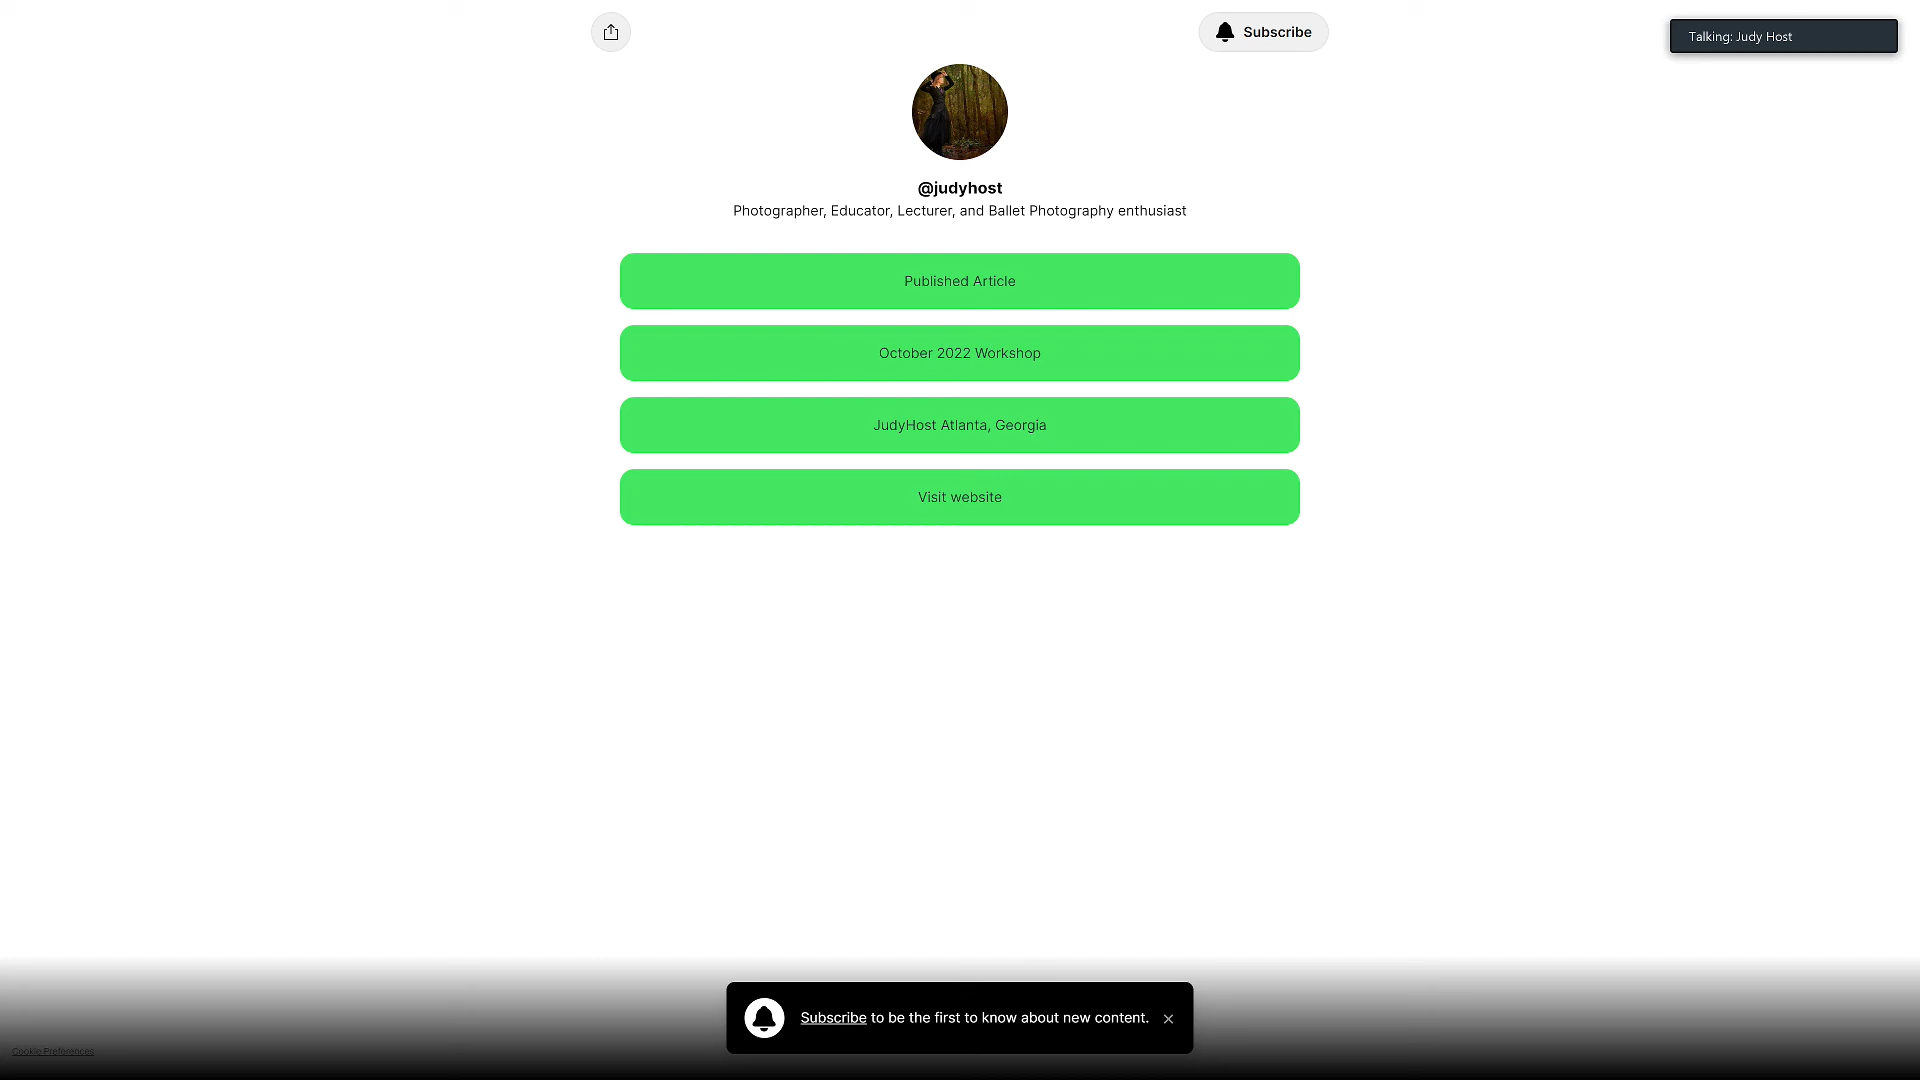 Subscribe
Talking: Judy Host
@judyhost
Photographer, Educator, Lecturer, and Ballet Photography enthusiast
Published Article
October 2022 Workshop
JudyHost Atlanta, Georgia
Visit website
Subscribe to be the first to know about new content.
Cookie Preferences